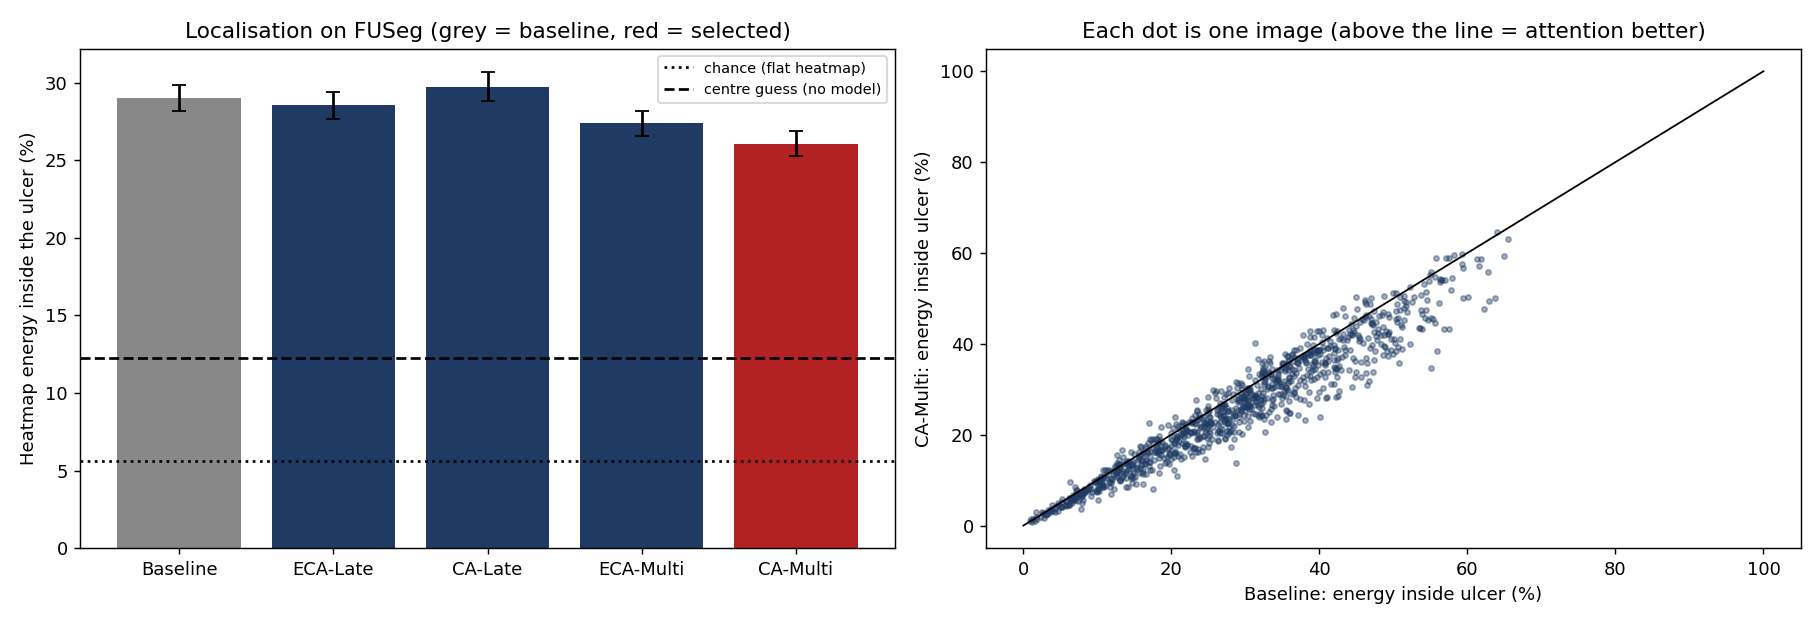 Localisation on FUSeg (grey = baseline, red = selected)
Heatmap energy inside the ulcer (%)
30
25
20
15
10
5
0
chance (flat heatmap)
centre guess (no model)
Baseline
ECA-Late
CA-Late
ECA-Multi
CA-Multi
Each dot is one image (above the line = attention better)
CA-Multi: energy inside ulcer (%)
100
80
60
40
20
0
0
20
40
60
80
100
Baseline: energy inside ulcer (%)